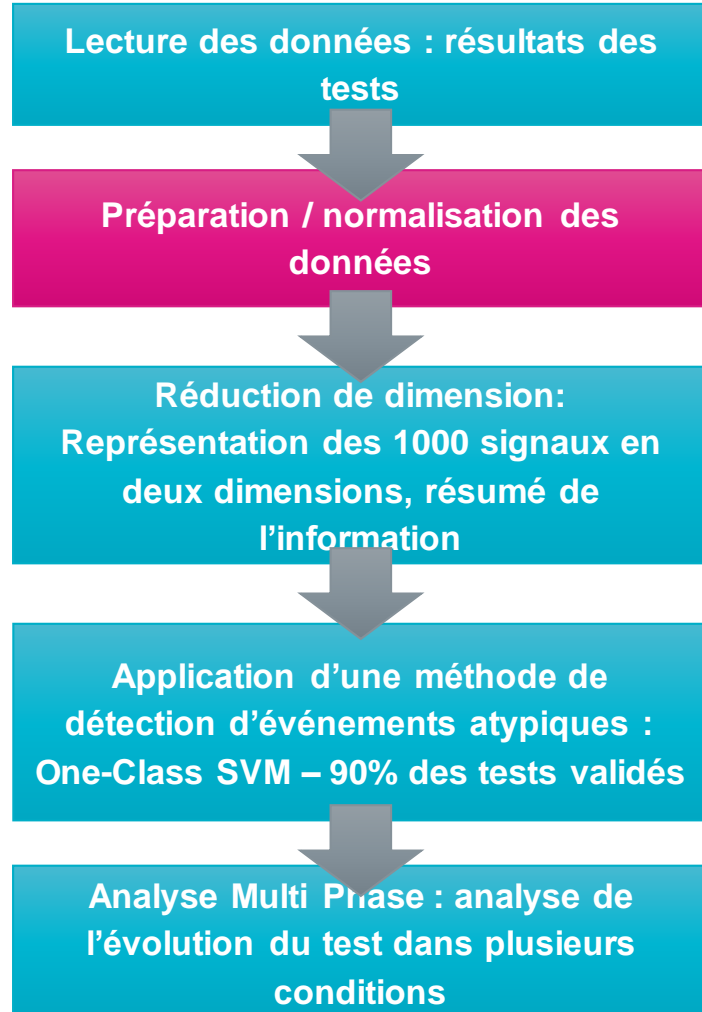 Lecture des données : résultats des
tests
Préparation / normalisation des
données
Réduction de dimension:
Représentation des 1000 signaux en
deux dimensions, résumé de
l’information
Application d’une méthode de
détection d’événements atypiques :
One-Class SVM – 90% des tests validés
Analyse Multi Phase : analyse de
l’évolution du test dans plusieurs
conditions